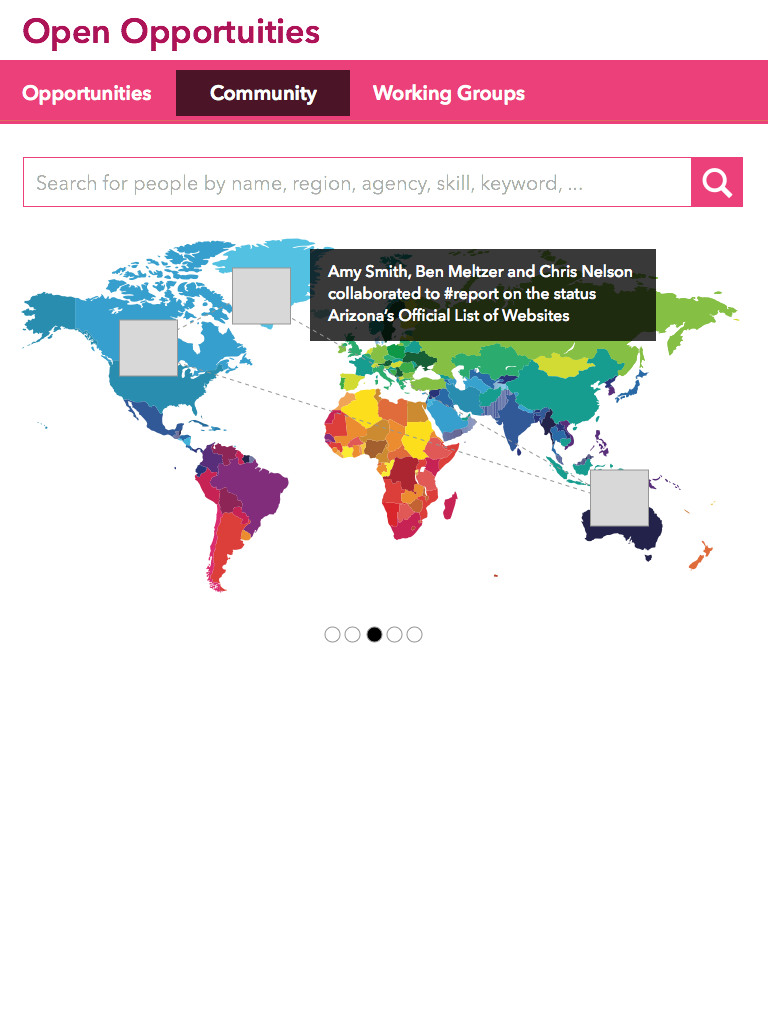 Open Opportuities
Opportunities Community Working Groups
Search for people by name, region, agency, skill, keyword, ...
Amy Smith, Ben Meltzer and Chris Nelson
collaborated to #report on the status
Arizona's Official List of Websites